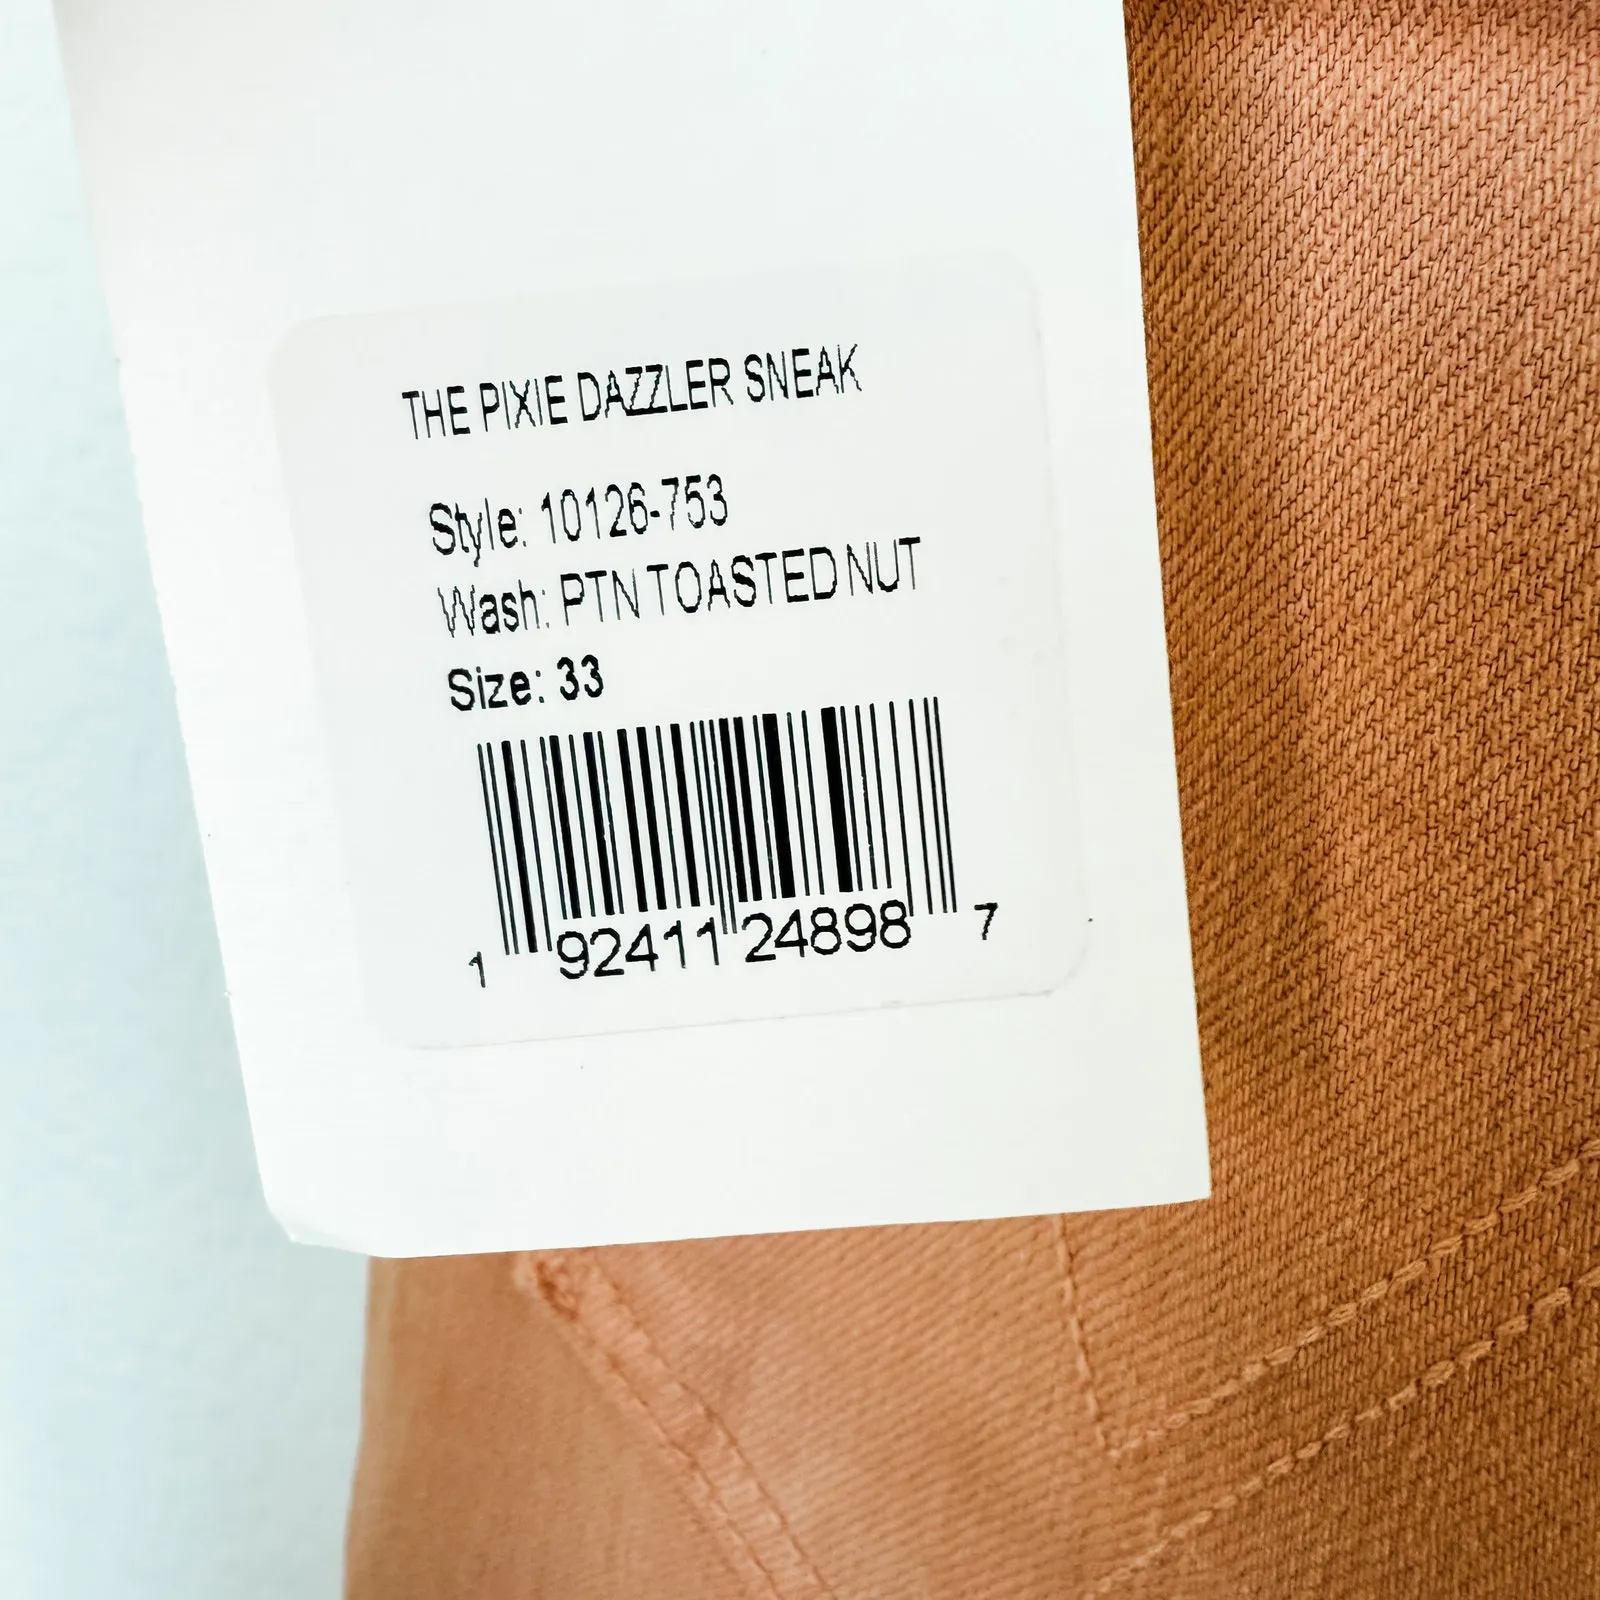 THE PIXIE DAZZLER SNEAK
Style: 10126-753
Wash: PTN TOASTED NUT
Size: 33
1 92411 24898 7